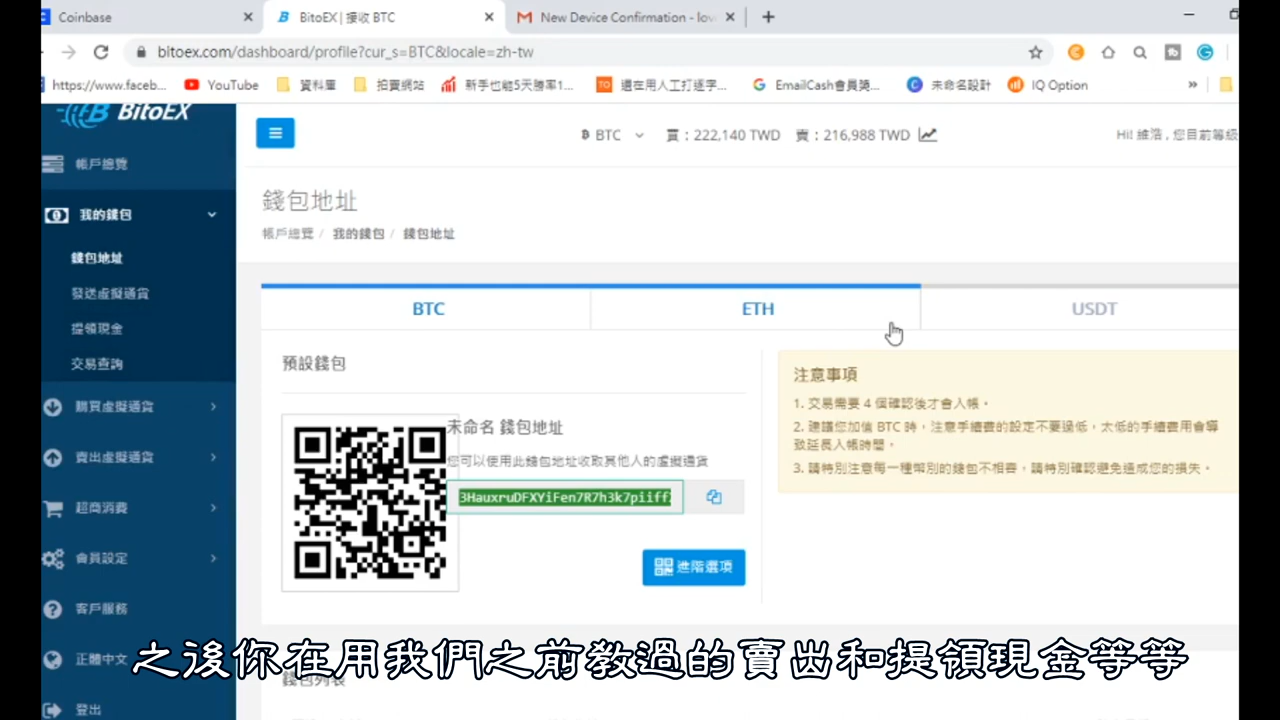 Coinbase
BitoEX | 接收 BTC
New Device Confirmation - lov
bitoex.com/dashboard/profile?cur_s=BTC&locale=zh-tw
https://www.faceb...
YouTube
資料庫
拍賣網站
新手也能5天勝率1...
還在用人工打逐字...
EmailCash會員獎...
未命名設計
IQ Option
»
BitoEX
BTC
買：222,140 TWD
賣：216,988 TWD
Hi! 維浩 , 您目前等級
帳戶總覽
我的錢包
錢包地址
發送虛擬通貨
提領現金
交易查詢
購買虛擬通貨
賣出虛擬通貨
超商消費
會員設定
客戶服務
正體中文
登出
錢包地址
帳戶總覽 / 我的錢包 / 錢包地址
BTC
ETH
USDT
預設錢包
未命名 錢包地址
您可以使用此錢包地址收取其他人的虛擬通貨
3HauxruDFXYiFen7R7h3k7piiff
進階選項
注意事項
1. 交易需要 4 個確認後才會入帳。
2. 建議您加值 BTC 時，注意手續費的設定不要過低，太低的手續費用會導
致延長入帳時間。
3. 請特別注意每一種幣別的錢包不相容，請特別確認避免造成您的損失。
錢包列表
之後你在用我們之前教過的賣出和提領現金等等